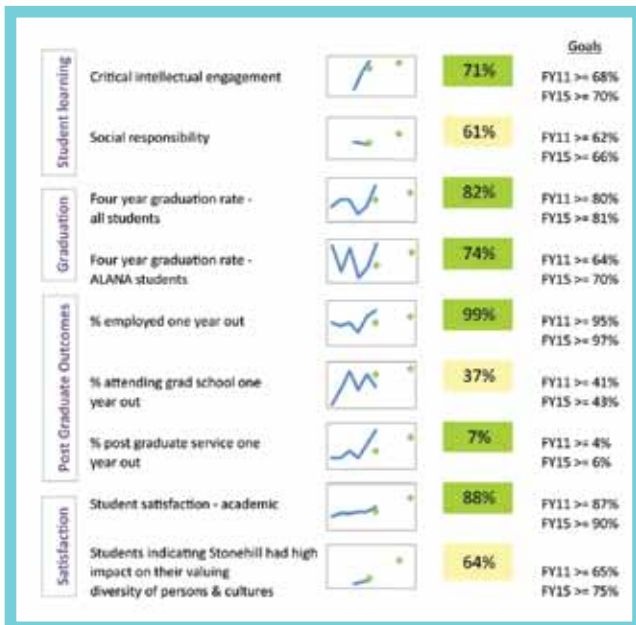 Goals
Student learning
Critical intellectual engagement
71%
FY11 >= 68%
FY15 >= 70%
Social responsibility
61%
FY11 >= 62%
FY15 >= 66%
Graduation
Four year graduation rate -
all students
82%
FY11 >= 80%
FY15 >= 81%
Four year graduation rate -
ALANA students
74%
FY11 >= 64%
FY15 >= 70%
Post Graduate Outcomes
% employed one year out
99%
FY11 >= 95%
FY15 >= 97%
% attending grad school one
year out
37%
FY11 >= 41%
FY15 >= 43%
% post graduate service one
year out
7%
FY11 >= 4%
FY15 >= 6%
Satisfaction
Student satisfaction - academic
88%
FY11 >= 87%
FY15 >= 90%
Students indicating Stonehill had high
impact on their valuing
diversity of persons & cultures
64%
FY11 >= 65%
FY15 >= 75%